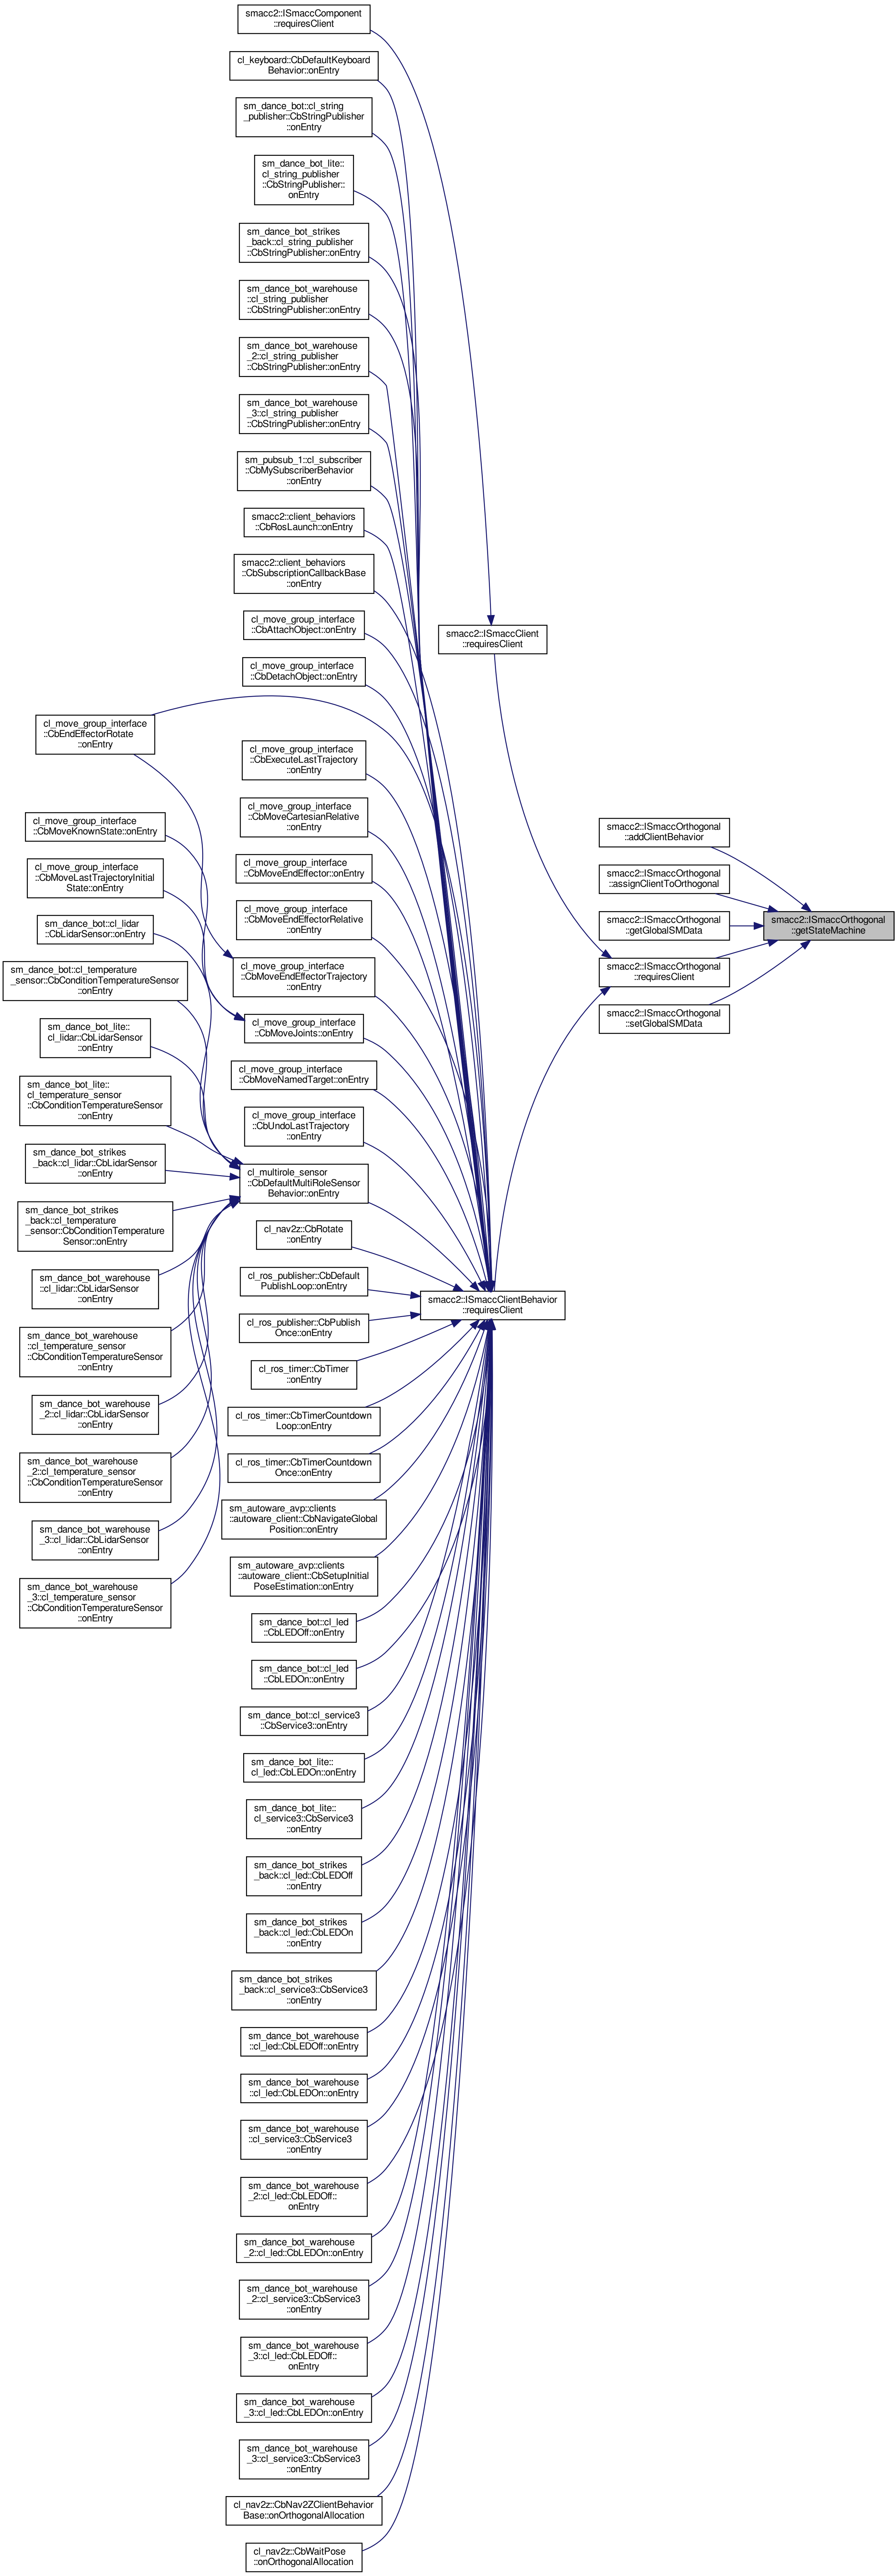 smacc2::ISmaccComponent
::requiresClient
cl_keyboard::CbDefaultKeyboard
Behavior::onEntry
sm_dance_bot::cl_string
_publisher::CbStringPublisher
::onEntry
sm_dance_bot_lite::
cl_string_publisher
::CbStringPublisher::
onEntry
sm_dance_bot_strikes
_back::cl_string_publisher
::CbStringPublisher::onEntry
sm_dance_bot_warehouse
::cl_string_publisher
::CbStringPublisher::onEntry
sm_dance_bot_warehouse
_2::cl_string_publisher
::CbStringPublisher::onEntry
sm_dance_bot_warehouse
_3::cl_string_publisher
::CbStringPublisher::onEntry
sm_pubsub_1::cl_subscriber
::CbMySubscriberBehavior
::onEntry
smacc2::client_behaviors
::CbRosLaunch::onEntry
smacc2::client_behaviors
::CbSubscriptionCallbackBase
::onEntry
cl_move_group_interface
::CbAttachObject::onEntry
cl_move_group_interface
::CbDetachObject::onEntry
cl_move_group_interface
::CbEndEffectorRotate
::onEntry
cl_move_group_interface
::CbExecuteLastTrajectory
::onEntry
cl_move_group_interface
::CbMoveCartesianRelative
::onEntry
cl_move_group_interface
::CbMoveEndEffector::onEntry
cl_move_group_interface
::CbMoveEndEffectorRelative
::onEntry
cl_move_group_interface
::CbMoveEndEffectorTrajectory
::onEntry
cl_move_group_interface
::CbMoveJoints::onEntry
cl_move_group_interface
::CbMoveNamedTarget::onEntry
cl_move_group_interface
::CbUndoLastTrajectory
::onEntry
cl_multirole_sensor
::CbDefaultMultiRoleSensor
Behavior::onEntry
cl_nav2z::CbRotate
::onEntry
cl_ros_publisher::CbDefault
PublishLoop::onEntry
cl_ros_publisher::CbPublish
Once::onEntry
cl_ros_timer::CbTimer
::onEntry
cl_ros_timer::CbTimerCountdown
Loop::onEntry
cl_ros_timer::CbTimerCountdown
Once::onEntry
sm_autoware_avp::clients
::autoware_client::CbNavigateGlobal
Position::onEntry
sm_autoware_avp::clients
::autoware_client::CbSetupInitial
PoseEstimation::onEntry
sm_dance_bot::cl_led
::CbLEDOff::onEntry
sm_dance_bot::cl_led
::CbLEDOn::onEntry
sm_dance_bot::cl_service3
::CbService3::onEntry
sm_dance_bot_lite::
cl_led::CbLEDOn::onEntry
sm_dance_bot_lite::
cl_service3::CbService3
::onEntry
sm_dance_bot_strikes
_back::cl_led::CbLEDOff
::onEntry
sm_dance_bot_strikes
_back::cl_led::CbLEDOn
::onEntry
sm_dance_bot_strikes
_back::cl_service3::CbService3
::onEntry
sm_dance_bot_warehouse
::cl_led::CbLEDOff::onEntry
sm_dance_bot_warehouse
::cl_led::CbLEDOn::onEntry
sm_dance_bot_warehouse
::cl_service3::CbService3
::onEntry
sm_dance_bot_warehouse
_2::cl_led::CbLEDOff::
onEntry
sm_dance_bot_warehouse
_2::cl_led::CbLEDOn::onEntry
sm_dance_bot_warehouse
_2::cl_service3::CbService3
::onEntry
sm_dance_bot_warehouse
_3::cl_led::CbLEDOff::
onEntry
sm_dance_bot_warehouse
_3::cl_led::CbLEDOn::onEntry
sm_dance_bot_warehouse
_3::cl_service3::CbService3
::onEntry
cl_nav2z::CbNav2ZClientBehavior
Base::onOrthogonalAllocation
cl_nav2z::CbWaitPose
::onOrthogonalAllocation
cl_move_group_interface
::CbMoveKnownState::onEntry
cl_move_group_interface
::CbMoveLastTrajectoryInitial
State::onEntry
sm_dance_bot::cl_lidar
::CbLidarSensor::onEntry
sm_dance_bot::cl_temperature
_sensor::CbConditionTemperatureSensor
::onEntry
sm_dance_bot_lite::
cl_lidar::CbLidarSensor
::onEntry
sm_dance_bot_lite::
cl_temperature_sensor
::CbConditionTemperatureSensor
::onEntry
sm_dance_bot_strikes
_back::cl_lidar::CbLidarSensor
::onEntry
sm_dance_bot_strikes
_back::cl_temperature
_sensor::CbConditionTemperature
Sensor::onEntry
sm_dance_bot_warehouse
::cl_lidar::CbLidarSensor
::onEntry
sm_dance_bot_warehouse
::cl_temperature_sensor
::CbConditionTemperatureSensor
::onEntry
sm_dance_bot_warehouse
_2::cl_lidar::CbLidarSensor
::onEntry
sm_dance_bot_warehouse
_2::cl_temperature_sensor
::CbConditionTemperatureSensor
::onEntry
sm_dance_bot_warehouse
_3::cl_lidar::CbLidarSensor
::onEntry
sm_dance_bot_warehouse
_3::cl_temperature_sensor
::CbConditionTemperatureSensor
::onEntry
smacc2::ISmaccClient
::requiresClient
smacc2::ISmaccClientBehavior
::requiresClient
smacc2::ISmaccOrthogonal
::addClientBehavior
smacc2::ISmaccOrthogonal
::assignClientToOrthogonal
smacc2::ISmaccOrthogonal
::getGlobalSMData
smacc2::ISmaccOrthogonal
::requiresClient
smacc2::ISmaccOrthogonal
::setGlobalSMData
smacc2::ISmaccOrthogonal
::getStateMachine